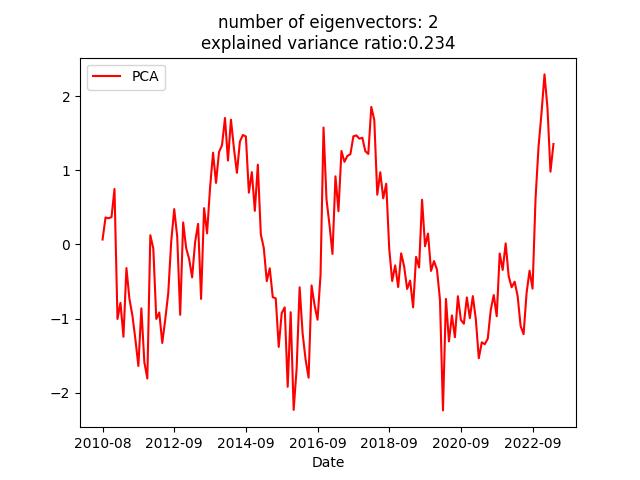 number of eigenvectors: 2
explained variance ratio:0.234
PCA
2
1
0
−1
−2
2010-08 2012-09 2014-09 2016-09 2018-09 2020-09 2022-09
Date